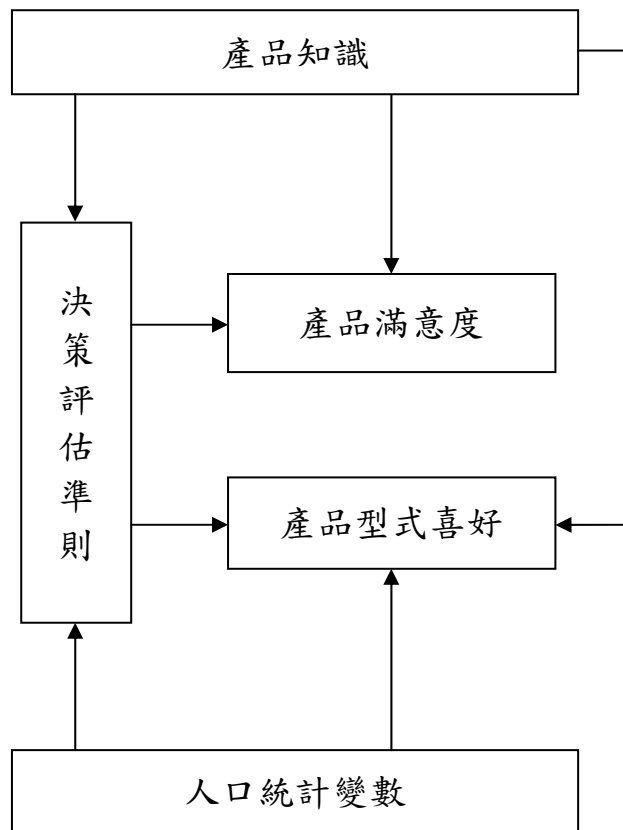 產品知識
決策評估準則
產品滿意度
產品型式喜好
人口統計變數